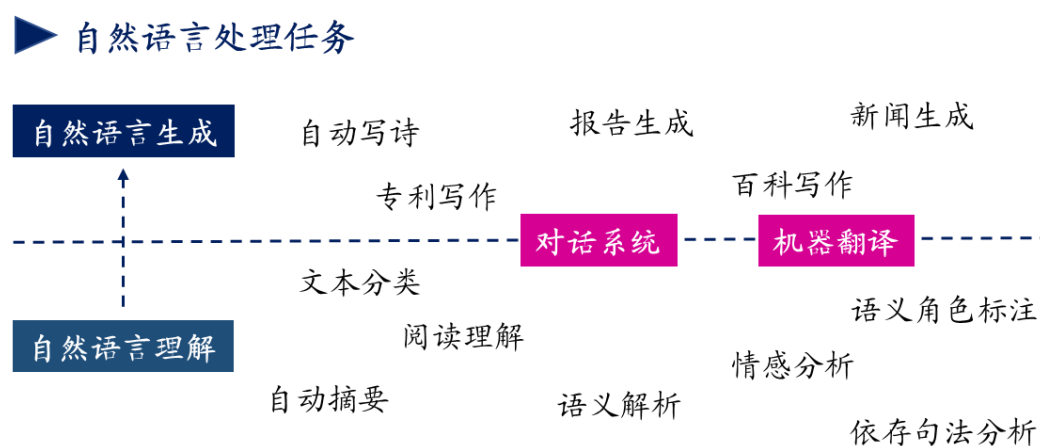 自然语言处理任务
自然语言生成
自动写诗
报告生成
新闻生成
专利写作
百科写作
对话系统
机器翻译
文本分类
语义角色标注
阅读理解
自然语言理解
情感分析
自动摘要
语义解析
依存句法分析